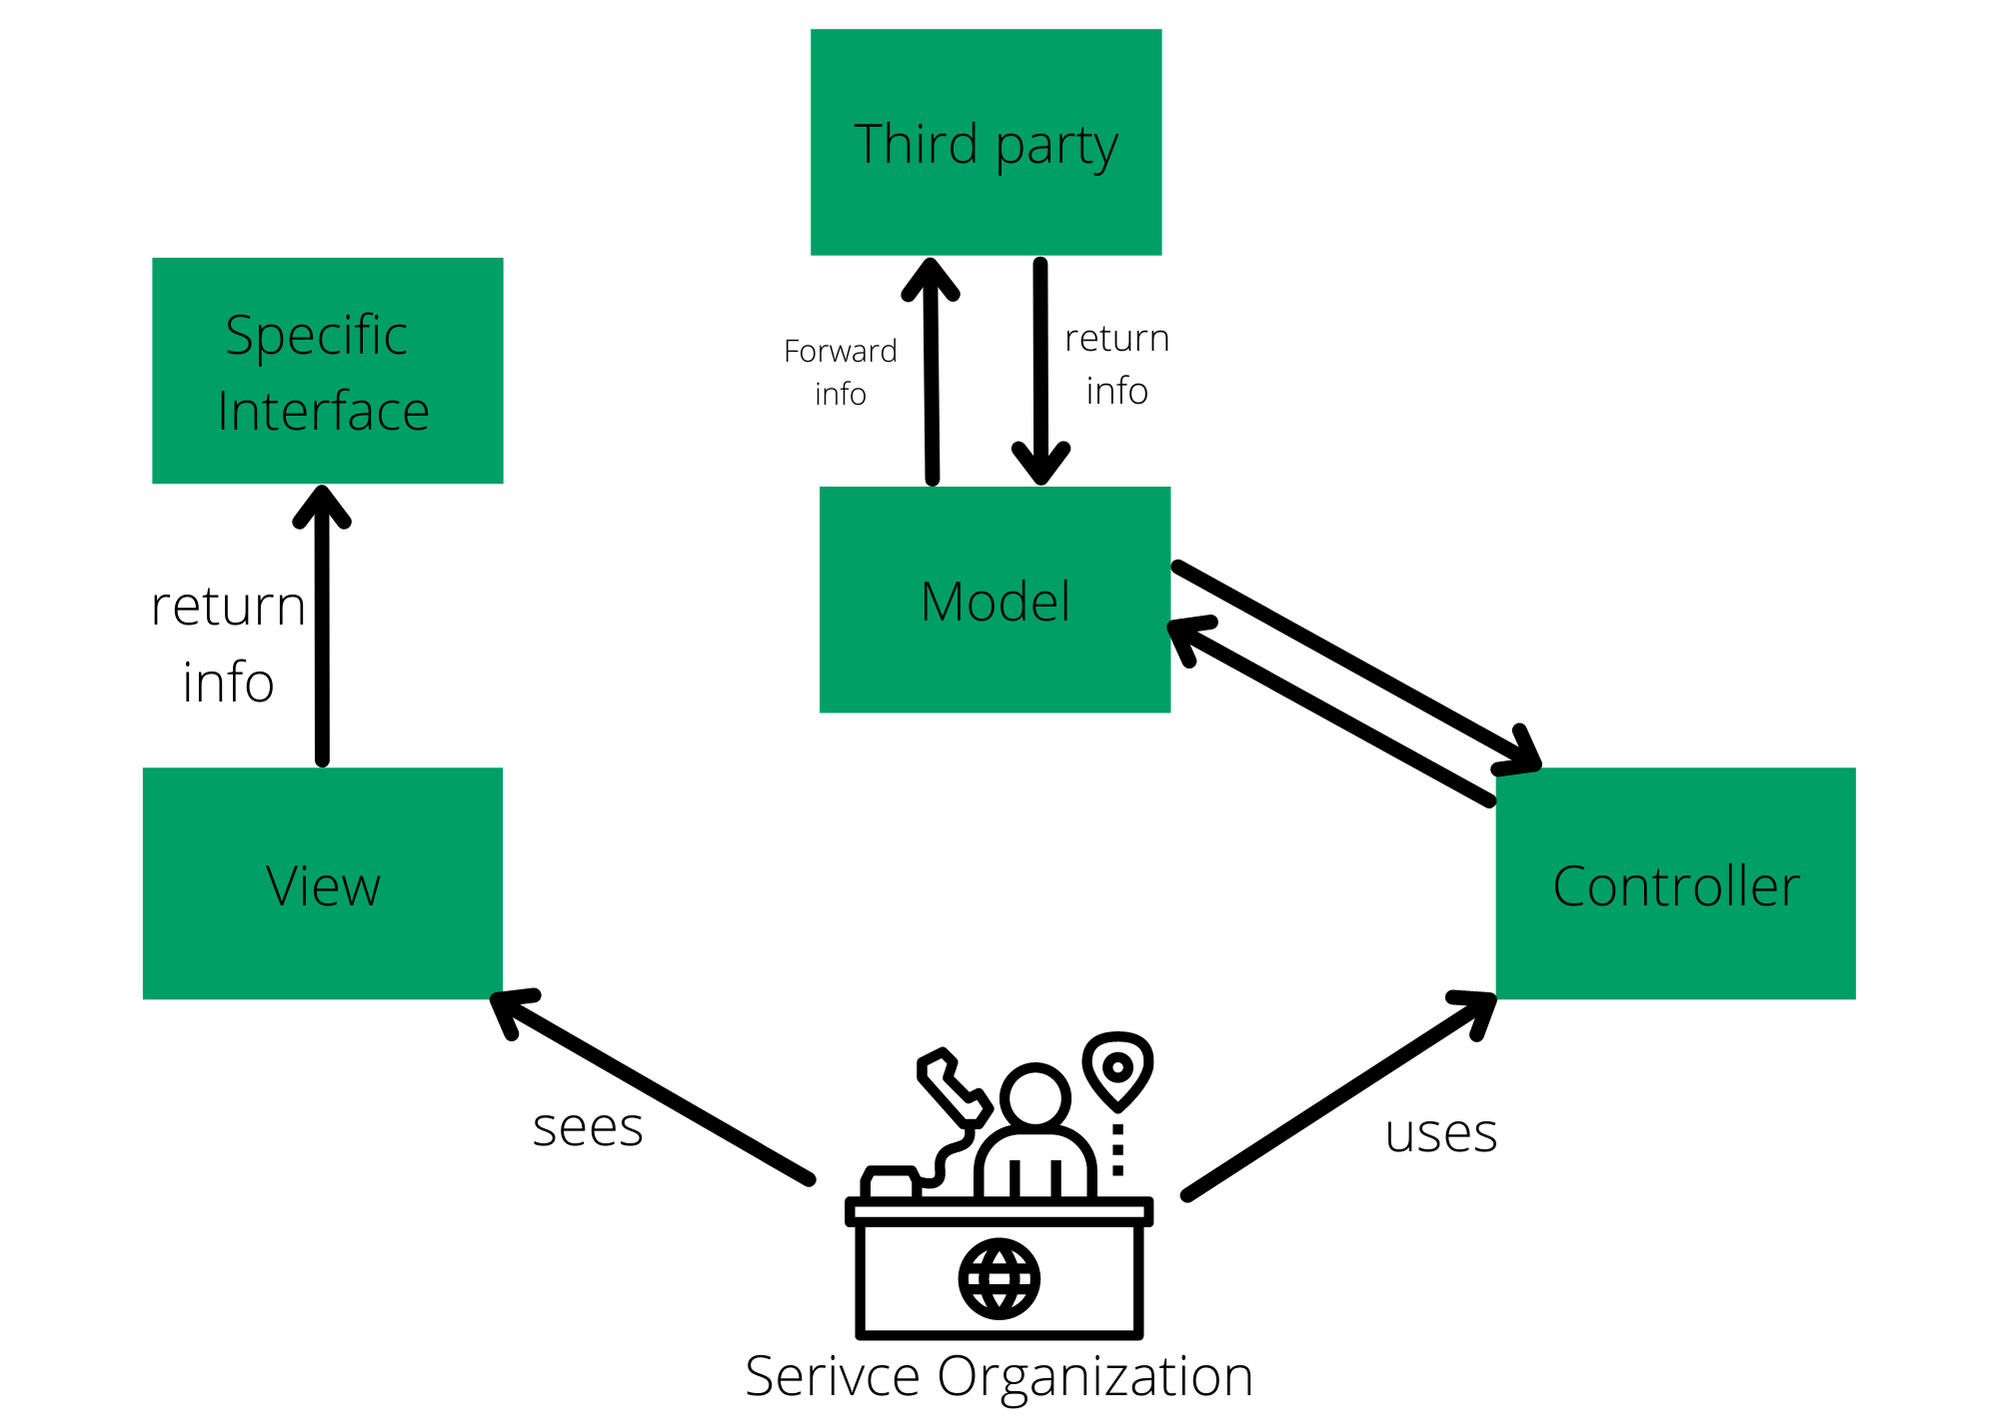 Third party
Specific
Interface
Forward
info
return
info
return
info
Model
View
Controller
sees
uses
Serivce Organization